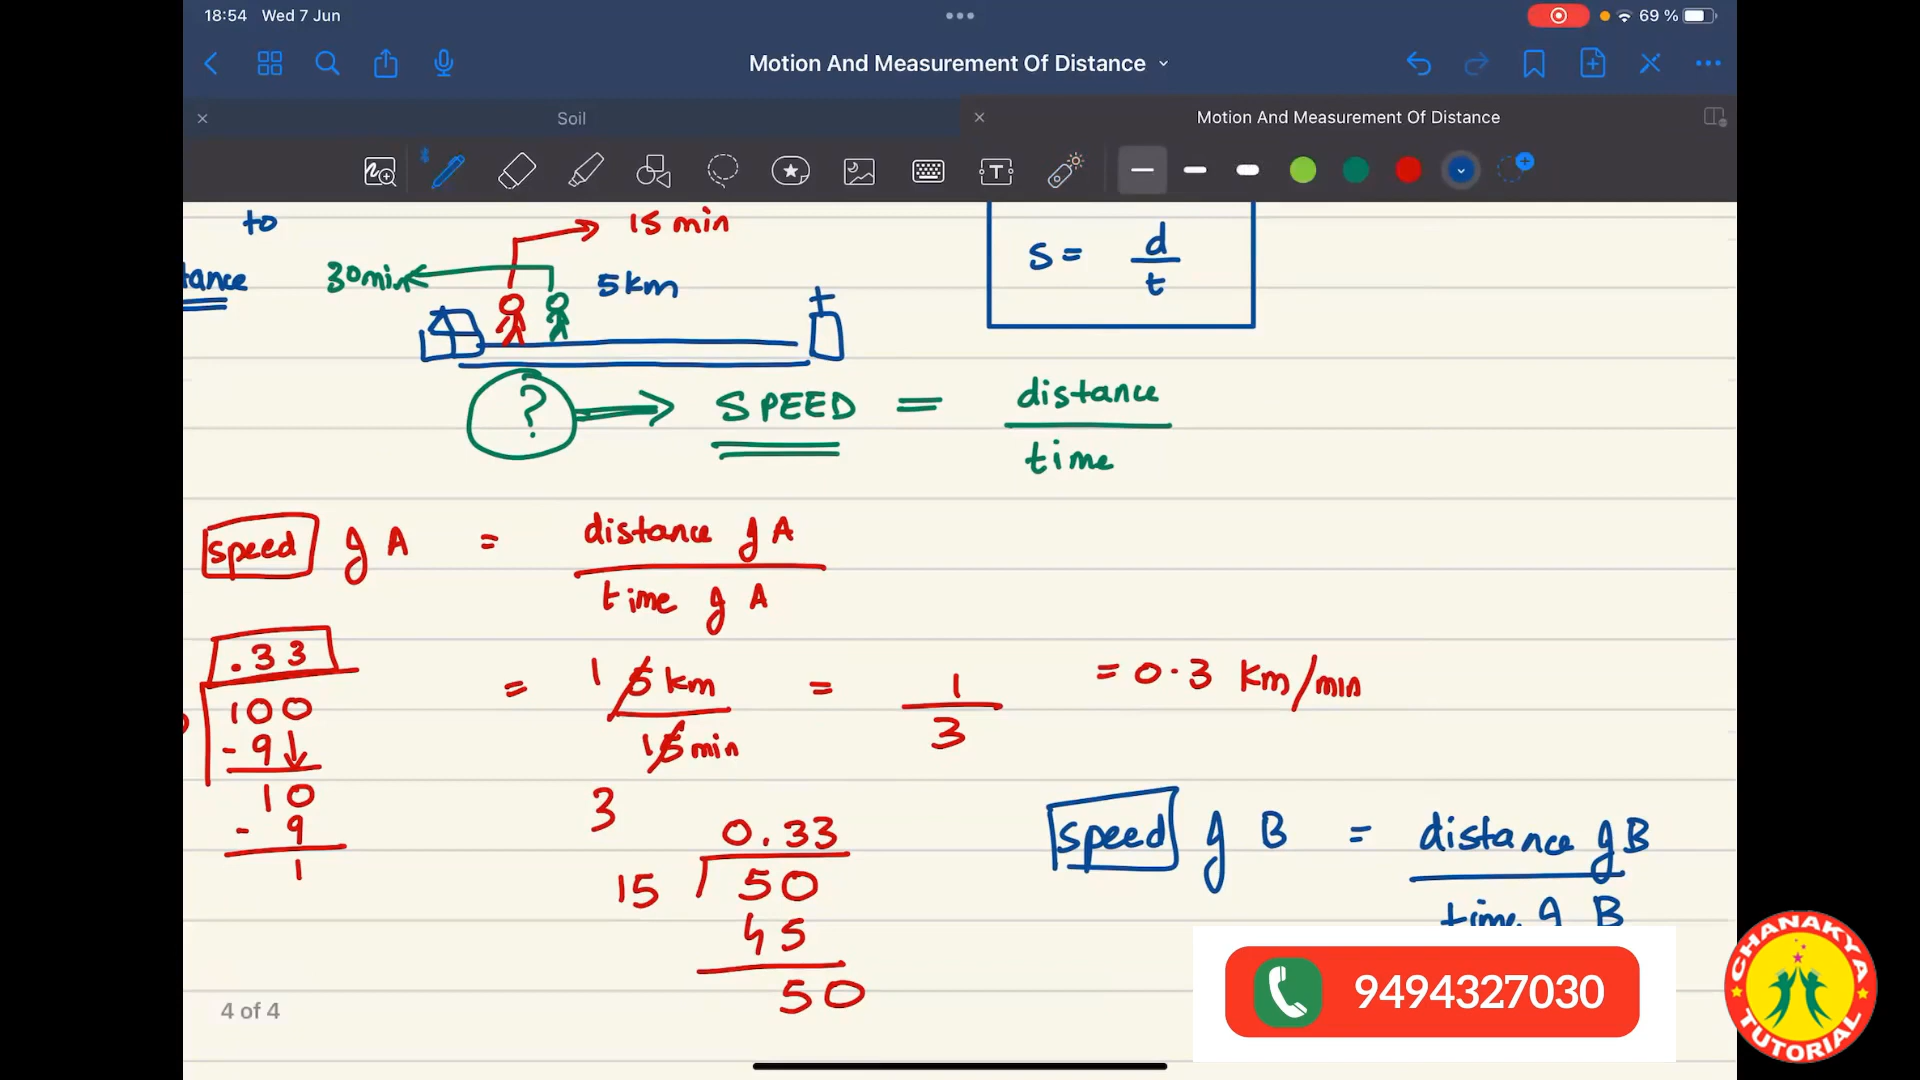 18:54 Wed 7 Jun
69 %
Motion And Measurement Of Distance
Soil
Motion And Measurement Of Distance
to
15 min
s = d
t
tance
30min
5km
? SPEED = distance
time
speed of A = distance of A
time of A
.33
100
- 9
10
- 9
1
= 1 5 km = 1 = 0.3 km/min
15 min 3
3
0.33
15 50
45
50
speed of B = distance of B
time of B
4 of 4
9494327030
CHANAKYA
TUTORIAL